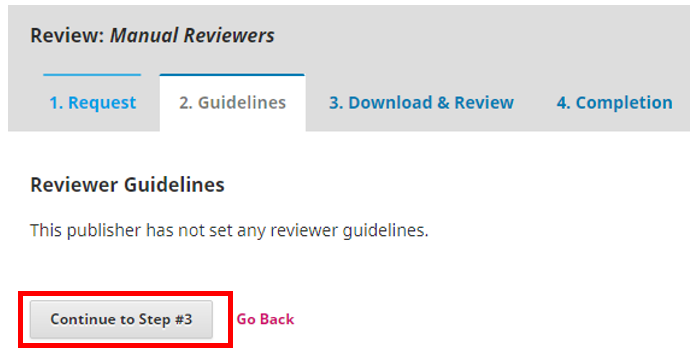 Review: Manual Reviewers
1. Request 2. Guidelines 3. Download & Review 4. Completion
Reviewer Guidelines
This publisher has not set any reviewer guidelines.
Continue to Step #3 Go Back